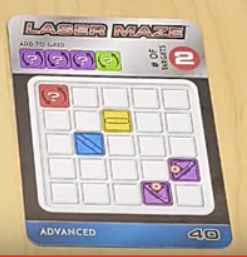 LASER MAZE
ADD TO GRID
? ? ? ?
# OF TARGETS
2
?
ADVANCED 40